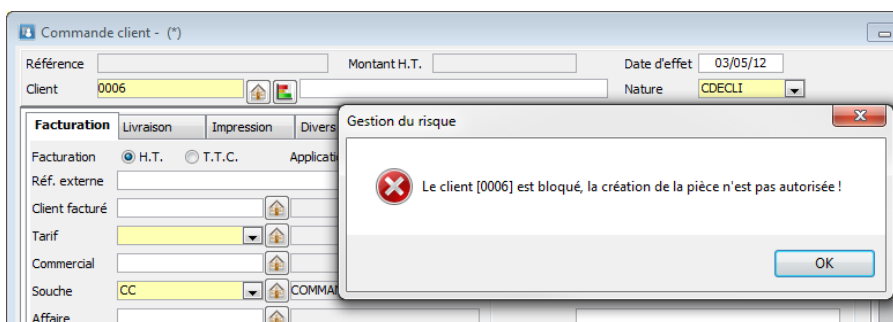 Commande client - (*)
Référence Montant H.T. Date d'effet 03/05/12
Client 0006 Nature CDECLI
Facturation Livraison Impression Divers
Gestion du risque
Facturation H.T. T.T.C. Applicati
Le client [0006] est bloqué, la création de la pièce n'est pas autorisée !
Réf. externe
Client facturé
Tarif
Commercial
OK
Souche CC COMMAN
Affaire